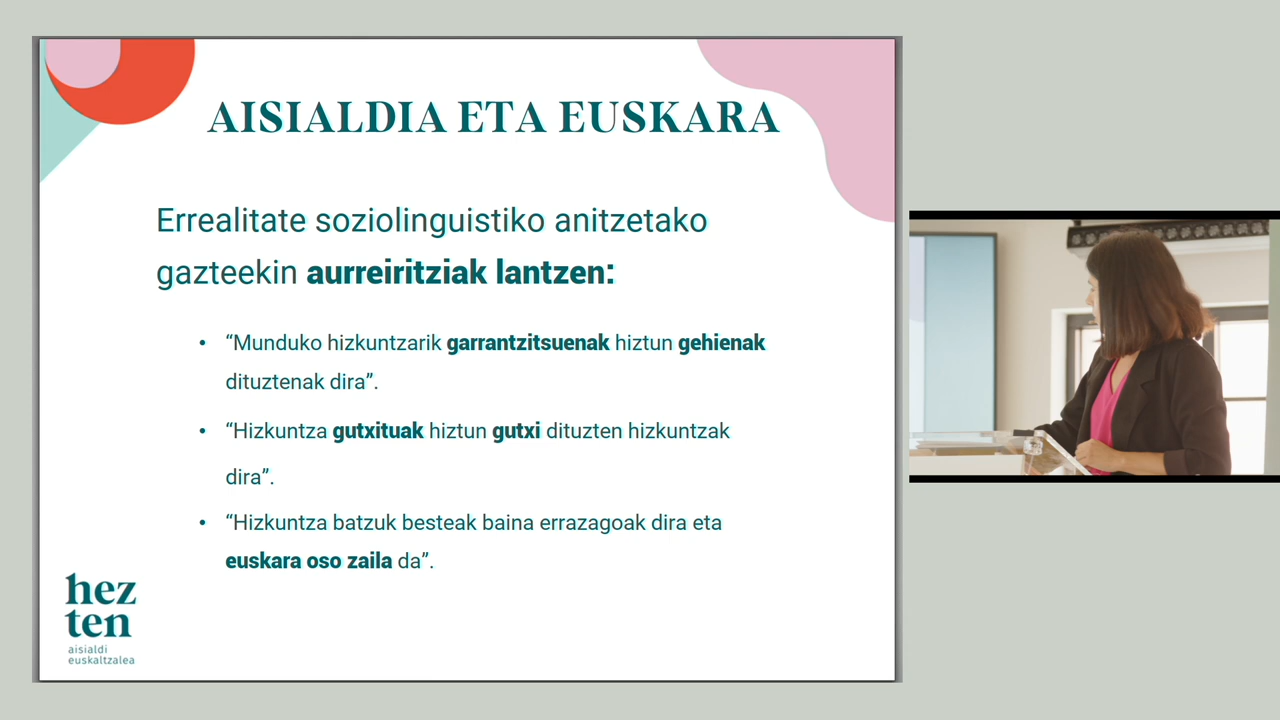 AISIALDIA ETA EUSKARA
Errealitate soziolinguistiko anitzetako
gazteekin aurreiritziak lantzen:
• “Munduko hizkuntzarik garrantzitsuenak hiztun gehienak
dituztenak dira”.
• “Hizkuntza gutxituak hiztun gutxi dituzten hizkuntzak
dira”.
• “Hizkuntza batzuk besteak baina errazagoak dira eta
euskara oso zaila da”.
hez
ten
aisialdi
euskaltzalea